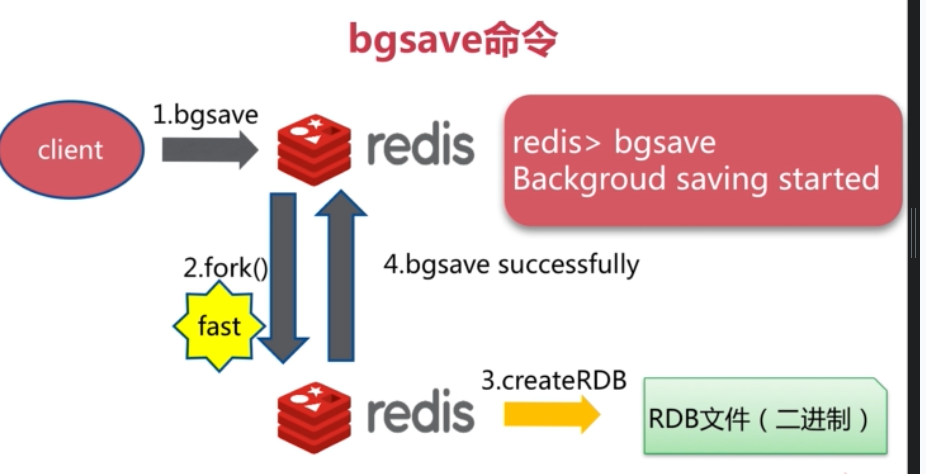 bgsave命令
1.bgsave
client
redis
redis> bgsave
Backgroud saving started
2.fork()
4.bgsave successfully
fast
3.createRDB
redis
RDB文件（二进制）